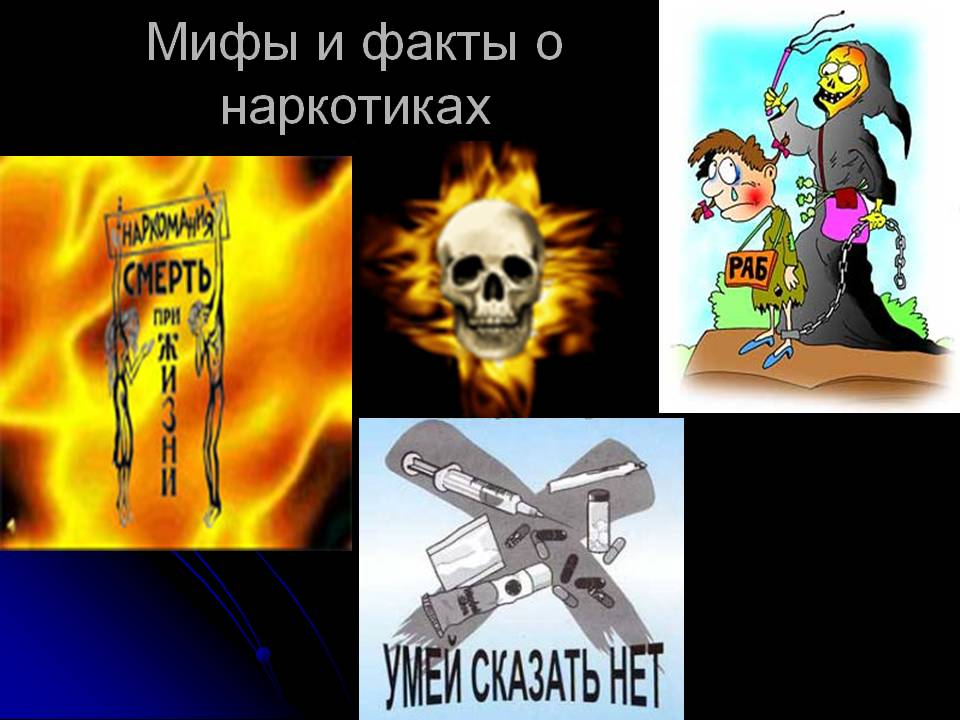 Мифы и факты о
наркотиках
НАРКОМАНИЯ
СМЕРТЬ
ПРИ
ЖИЗНИ
РАБ
УМЕЙ СКАЗАТЬ НЕТ